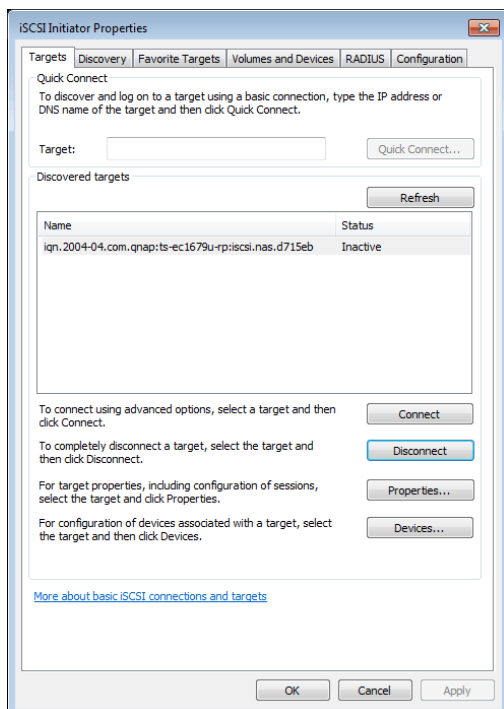 iSCSI Initiator Properties
Targets Discovery Favorite Targets Volumes and Devices RADIUS Configuration
Quick Connect
To discover and log on to a target using a basic connection, type the IP address or
DNS name of the target and then click Quick Connect.
Target:
Quick Connect...
Discovered targets
Refresh
Name Status
iqn.2004-04.com.qnap:ts-ec1679u-rp:iscsi.nas.d715eb Inactive
To connect using advanced options, select a target and then
click Connect.
Connect
To completely disconnect a target, select the target and
then click Disconnect.
Disconnect
For target properties, including configuration of sessions,
select the target and click Properties.
Properties...
For configuration of devices associated with a target, select
the target and then click Devices.
Devices...
More about basic iSCSI connections and targets
OK Cancel Apply